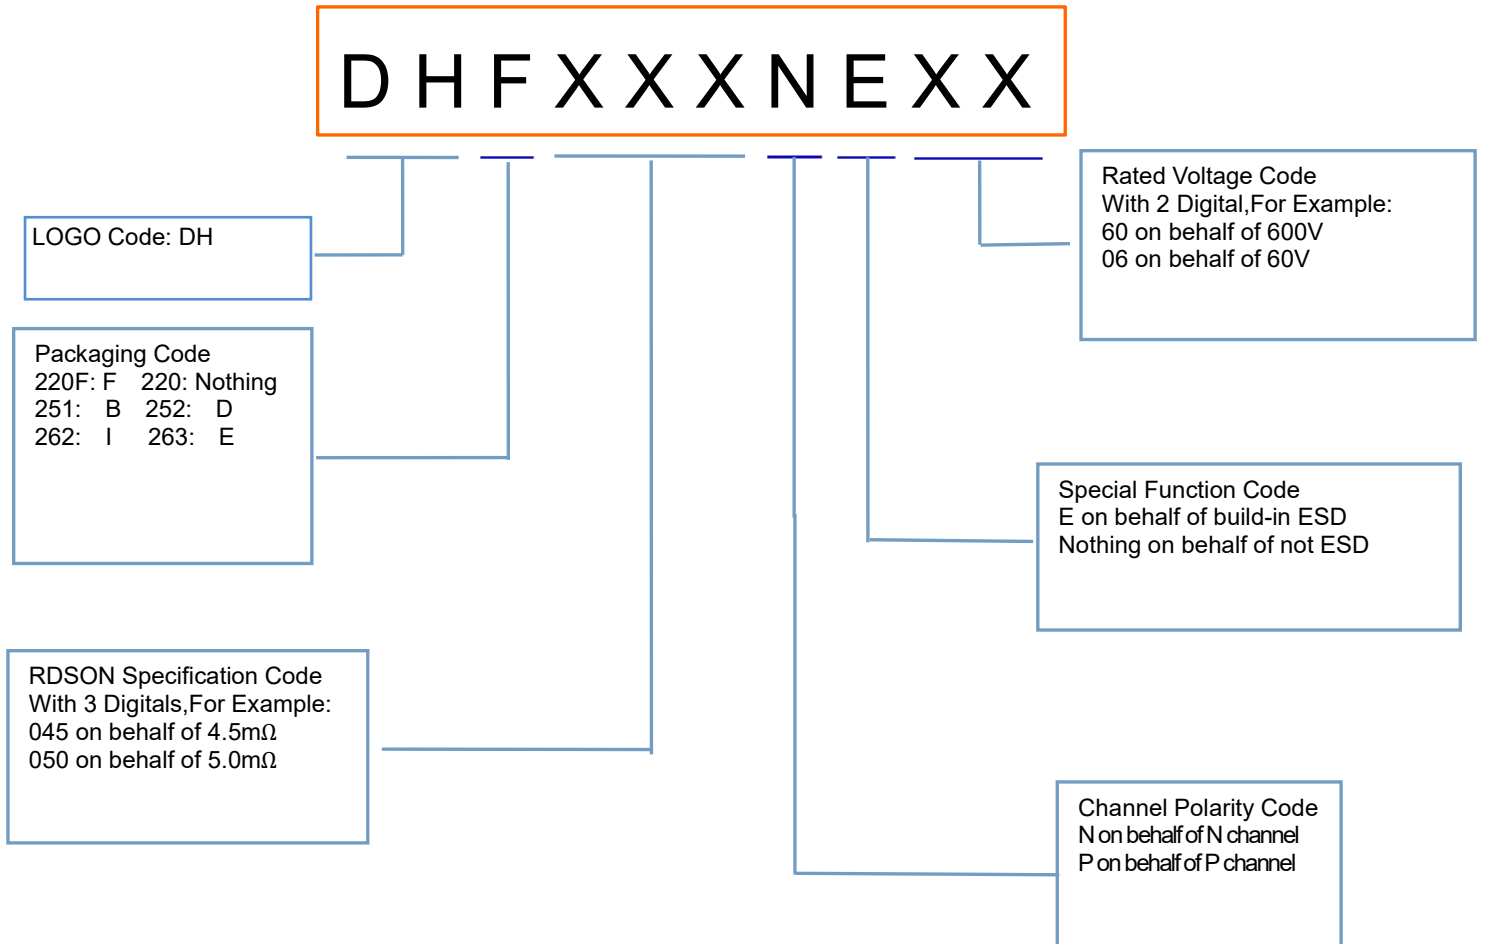 D H F X X X N E X X
LOGO Code: DH
Packaging Code
220F: F 220: Nothing
251: B 252: D
262: I 263: E
RDSON Specification Code
With 3 Digitals,For Example:
045 on behalf of 4.5mΩ
050 on behalf of 5.0mΩ
Rated Voltage Code
With 2 Digital,For Example:
60 on behalf of 600V
06 on behalf of 60V
Special Function Code
E on behalf of build-in ESD
Nothing on behalf of not ESD
Channel Polarity Code
N on behalf of N channel
P on behalf of P channel